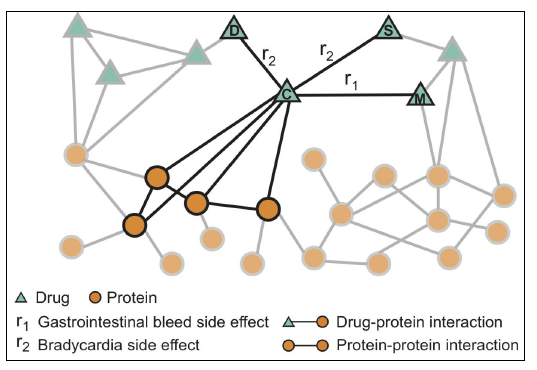 D
S
r2
r2
C
r1
M
Drug Protein
r1 Gastrointestinal bleed side effect
Drug-protein interaction
r2 Bradycardia side effect
Protein-protein interaction